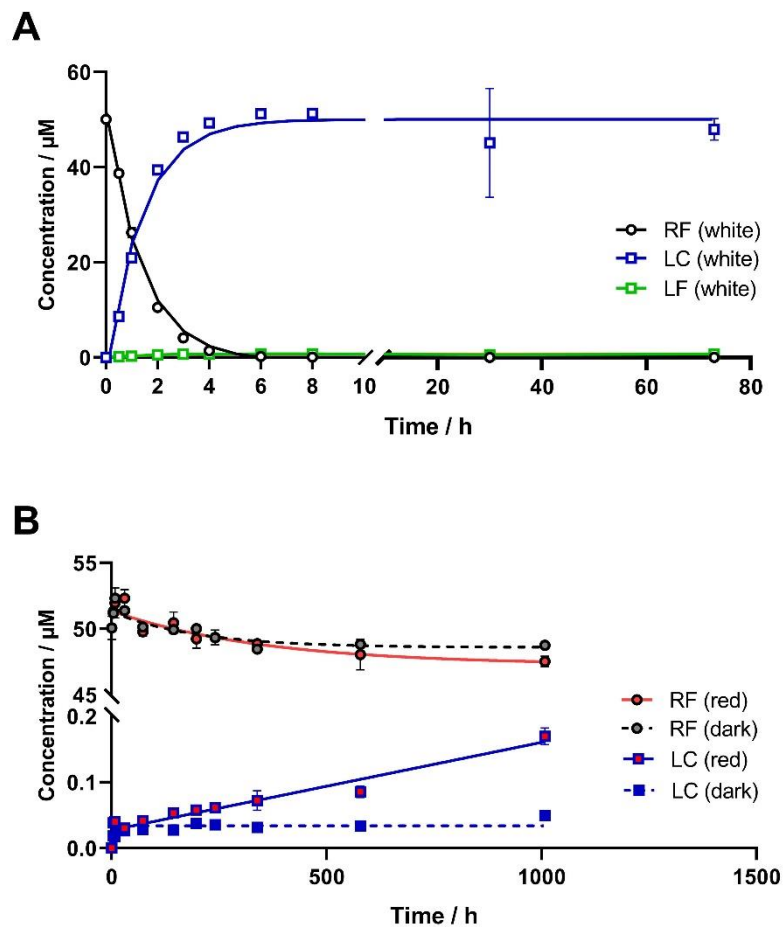 A
60
40
20
0
Concentration / µM
0 2 4 6 8 10 20 40 60 80
Time / h
RF (white)
LC (white)
LF (white)
B
55
50
45
0.2
0.1
0.0
Concentration / µM
0 500 1000 1500
Time / h
RF (red)
RF (dark)
LC (red)
LC (dark)